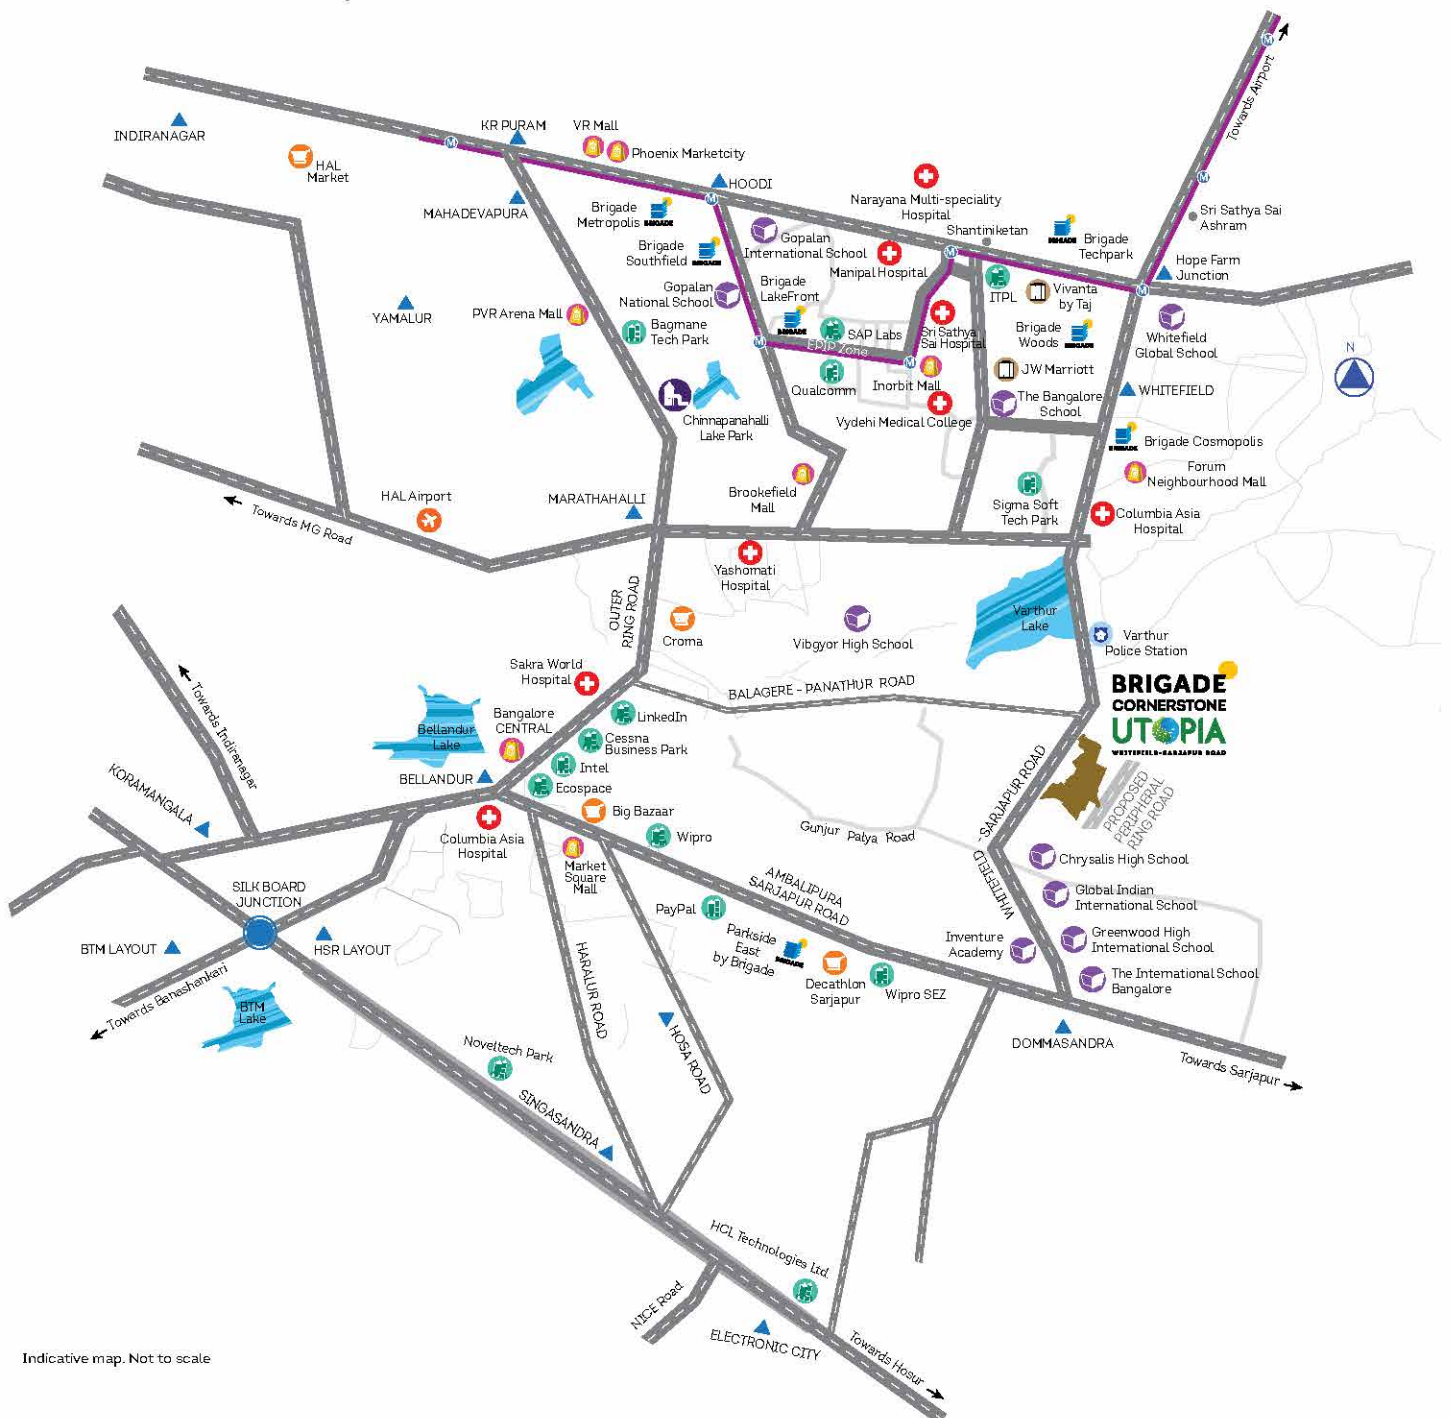 Towards Airport
INDIRANAGAR
KR PURAM
VR Mall
Phoenix Marketcity
HAL
Market
HOODI
MAHADEVAPURA
Brigade
Metropolis
BRIGADE
Narayana Multi-speciality
Hospital
Shantiniketan
Sri Sathya Sai
Ashram
Gopalan
International School
Brigade
Southfield
BRIGADE
Manipal Hospital
BRIGADE
Brigade
Techpark
Hope Farm
Junction
Gopalan
National School
Brigade
LakeFront
BRIGADE
ITPL
Vivanta
by Taj
YAMALUR
PVR Arena Mall
Bagmane
Tech Park
SAP Labs
EPIP Zone
Sri Sathya
Sai Hospital
Brigade
Woods
BRIGADE
Whitefield
Global School
N
Qualcomm
Inorbit Mall
JW Marriott
WHITEFIELD
Chinnapanahalli
Lake Park
Vydehi Medical College
The Bangalore
School
BRIGADE
Brigade Cosmopolis
Forum
Neighbourhood Mall
HAL Airport
MARATHAHALLI
Brookefield
Mall
Sigma Soft
Tech Park
Columbia Asia
Hospital
Towards MG Road
Yashomati
Hospital
OUTER
RING ROAD
Croma
Vibgyor High School
Varthur
Lake
Varthur
Police Station
Sakra World
Hospital
BALAGERE - PANATHUR ROAD
BRIGADE
CORNERSTONE
UTOPIA
WHITEFIELD-SARJAPUR ROAD
Towards Indiranagar
Bellandur
Lake
Bangalore
CENTRAL
LinkedIn
Cessna
Business Park
Intel
BELLANDUR
Ecospace
KORAMANGALA
Columbia Asia
Hospital
Big Bazaar
Wipro
Gunjur Palya Road
WHITEFIELD - SARJAPUR ROAD
PROPOSED
PERIPHERAL
RING ROAD
Market
Square
Mall
Chrysalis High School
SILK BOARD
JUNCTION
AMBALIPURA
SARJAPUR ROAD
Global Indian
International School
PayPal
BTM LAYOUT
HSR LAYOUT
Parkside
East
by Brigade
BRIGADE
Inventure
Academy
Greenwood High
International School
Towards Banashankari
HARALUR ROAD
Decathlon
Sarjapur
Wipro SEZ
The International School
Bangalore
BTM
Lake
HOSA ROAD
DOMMASANDRA
Noveltech Park
Towards Sarjapur
SINGASANDRA
HCL Technologies Ltd.
NICE Road
ELECTRONIC CITY
Towards Hosur
Indicative map. Not to scale